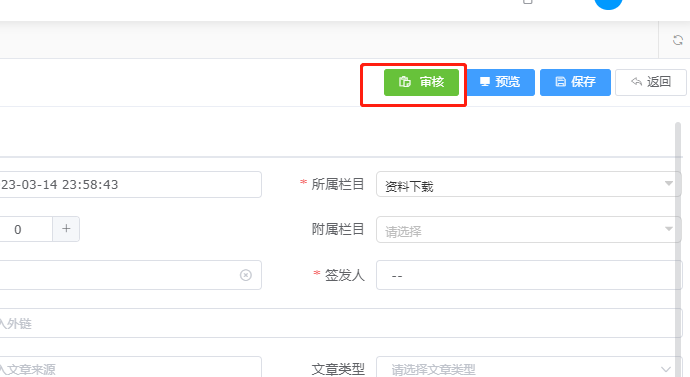 审核 预览 保存 返回
23-03-14 23:58:43 * 所属栏目 资料下载
0 + 附属栏目 请选择
* 签发人 --
入外链
入文章来源 文章类型 请选择文章类型